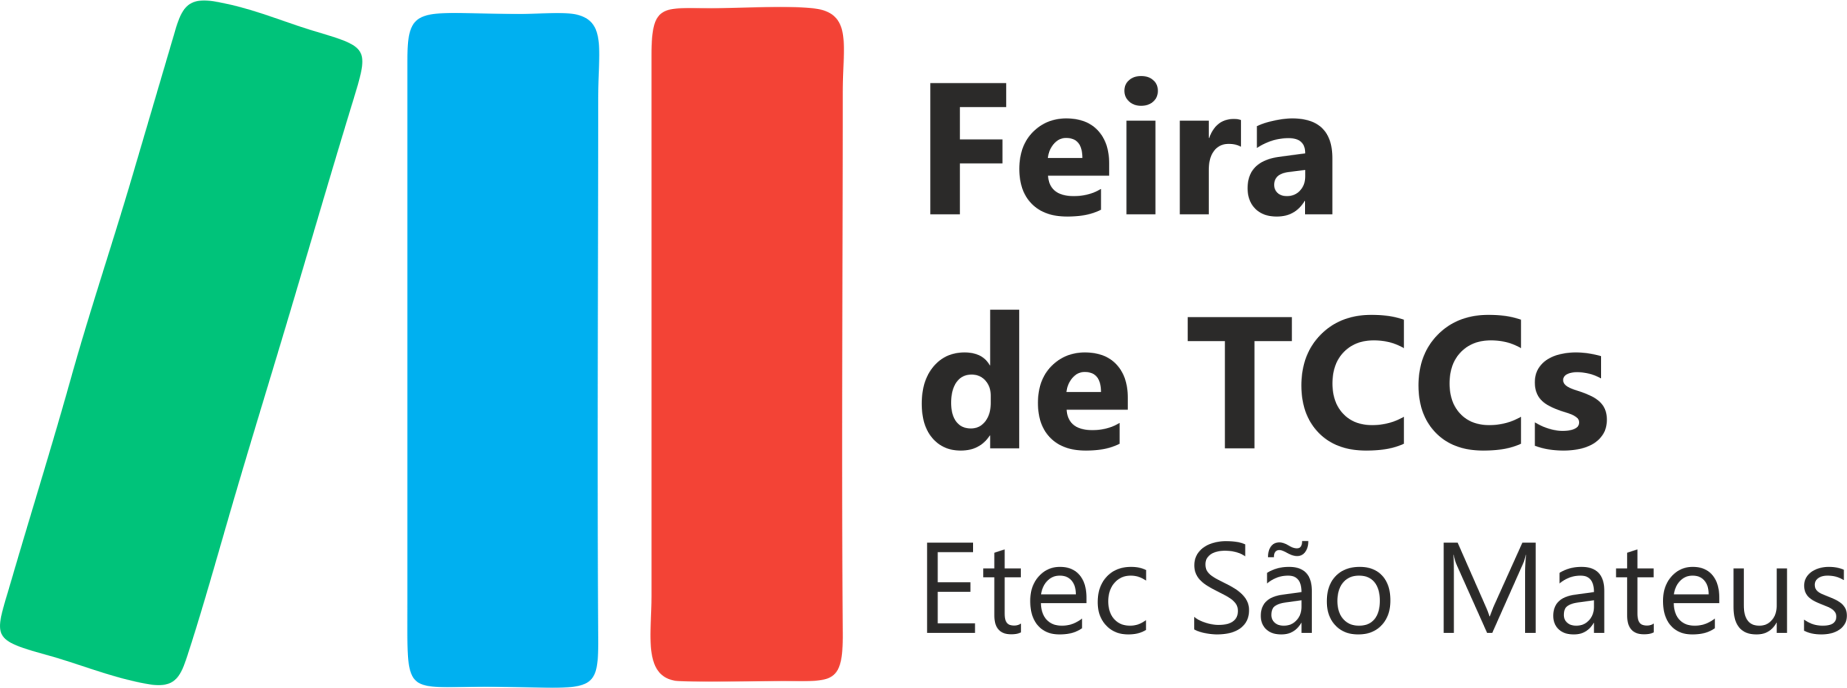 Feira
de TCCs
Etec São Mateus